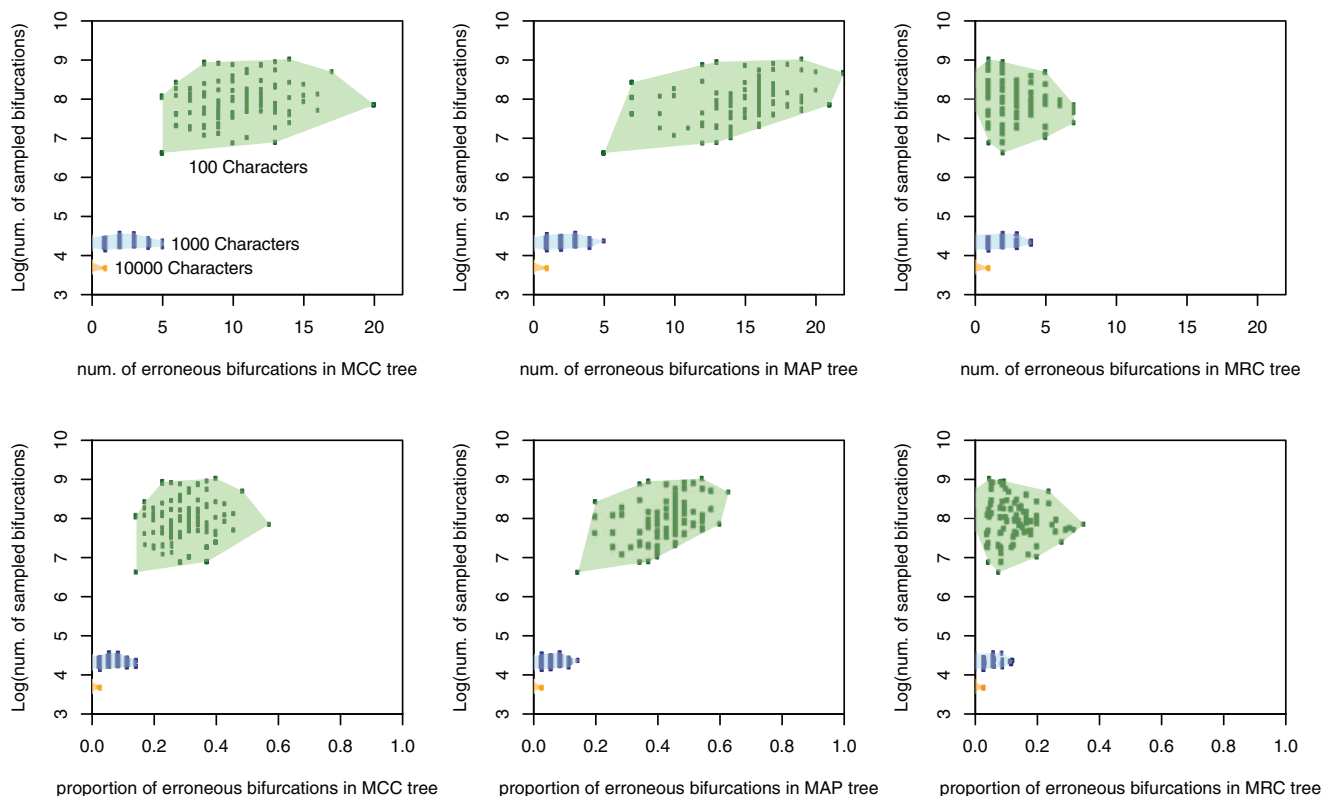 Log(num. of sampled bifurcations)
10
9
8
7
6
5
4
3
100 Characters
1000 Characters
10000 Characters
0 5 10 15 20
num. of erroneous bifurcations in MCC tree
Log(num. of sampled bifurcations)
10
9
8
7
6
5
4
3
0 5 10 15 20
num. of erroneous bifurcations in MAP tree
Log(num. of sampled bifurcations)
10
9
8
7
6
5
4
3
0 5 10 15 20
num. of erroneous bifurcations in MRC tree
Log(num. of sampled bifurcations)
10
9
8
7
6
5
4
3
0.0 0.2 0.4 0.6 0.8 1.0
proportion of erroneous bifurcations in MCC tree
Log(num. of sampled bifurcations)
10
9
8
7
6
5
4
3
0.0 0.2 0.4 0.6 0.8 1.0
proportion of erroneous bifurcations in MAP tree
Log(num. of sampled bifurcations)
10
9
8
7
6
5
4
3
0.0 0.2 0.4 0.6 0.8 1.0
proportion of erroneous bifurcations in MRC tree